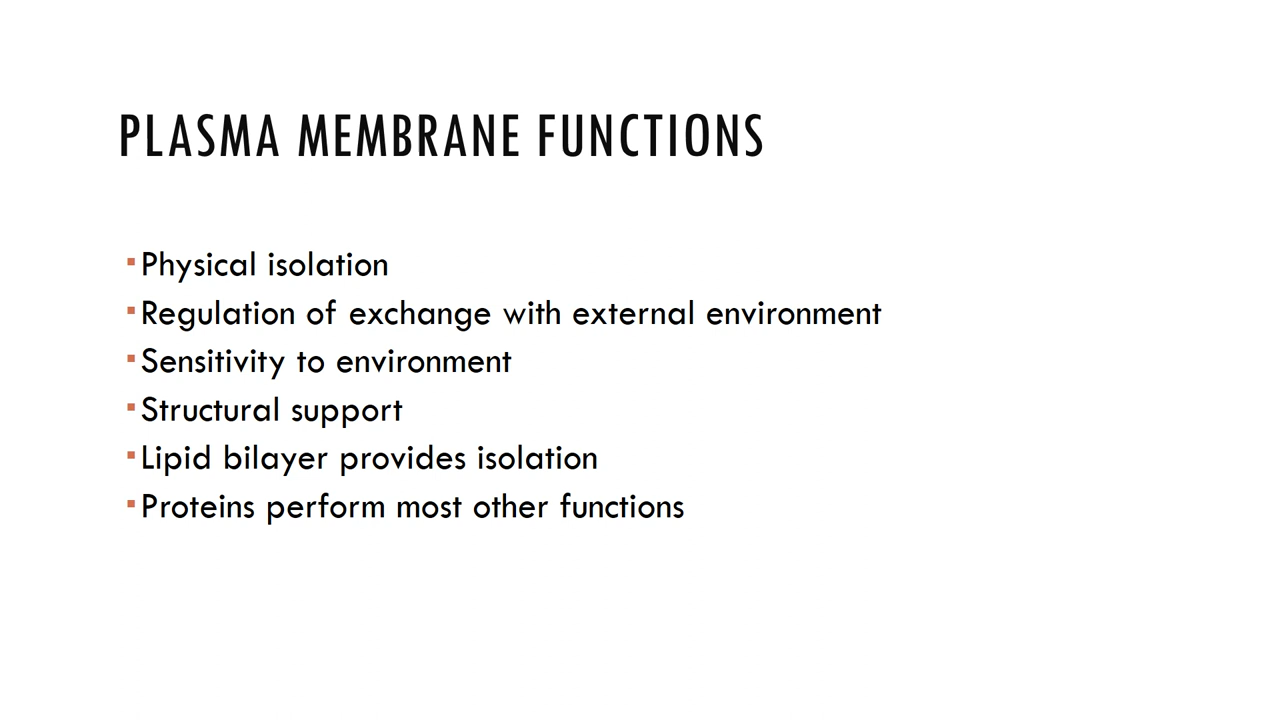 PLASMA MEMBRANE FUNCTIONS
▪Physical isolation
▪Regulation of exchange with external environment
▪Sensitivity to environment
▪Structural support
▪Lipid bilayer provides isolation
▪Proteins perform most other functions